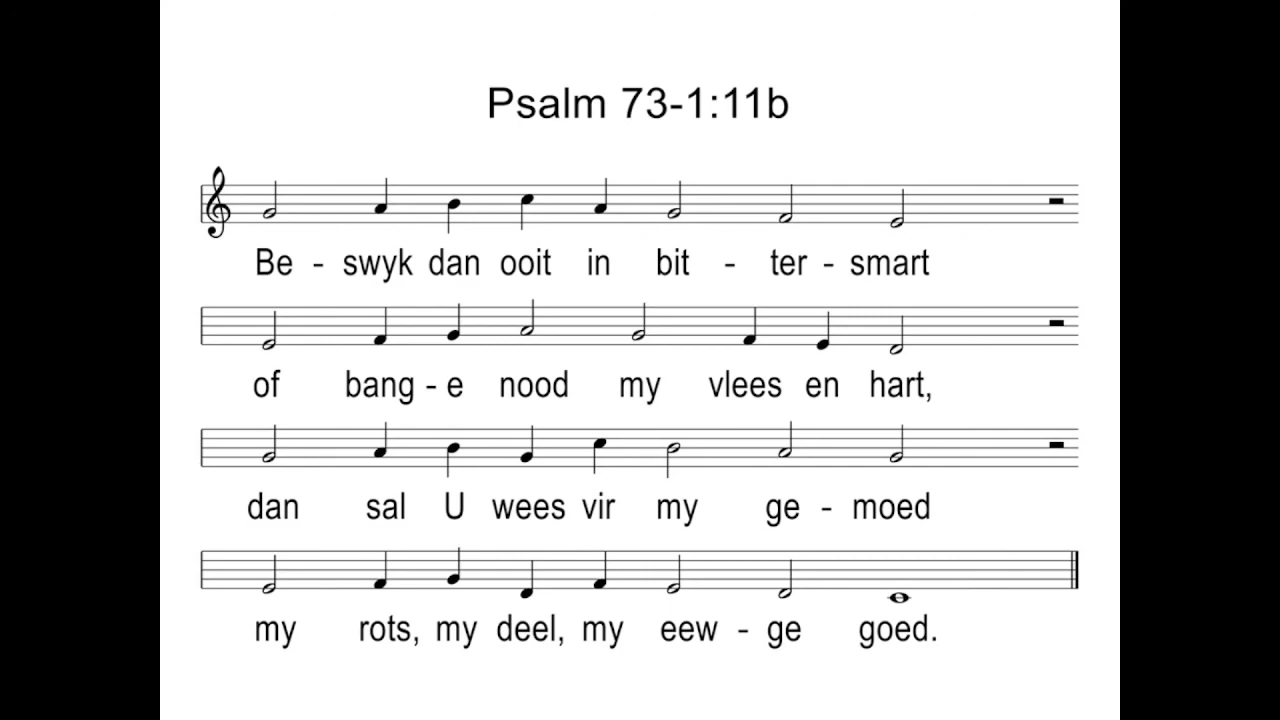 Psalm 73-1:11b
Be - swyk dan ooit in bit - ter - smart
of bang - e nood my vlees en hart,
dan sal U wees vir my ge - moed
my rots, my deel, my eew - ge goed.